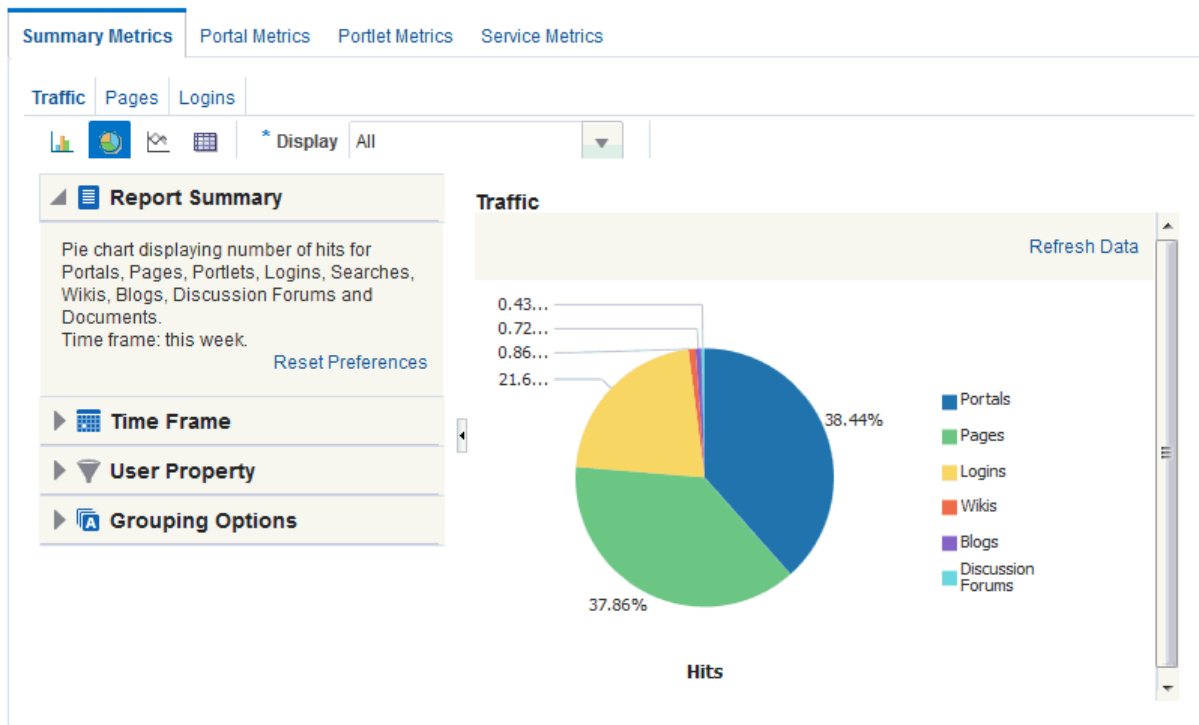 Summary Metrics Portal Metrics Portlet Metrics Service Metrics
Traffic Pages Logins
* Display All
Report Summary
Pie chart displaying number of hits for
Portals, Pages, Portlets, Logins, Searches,
Wikis, Blogs, Discussion Forums and
Documents.
Time frame: this week.
Reset Preferences
Time Frame
User Property
A Grouping Options
Traffic
Refresh Data
0.43...
0.72...
0.86...
21.6...
38.44%
37.86%
Portals
Pages
Logins
Wikis
Blogs
Discussion
Forums
Hits